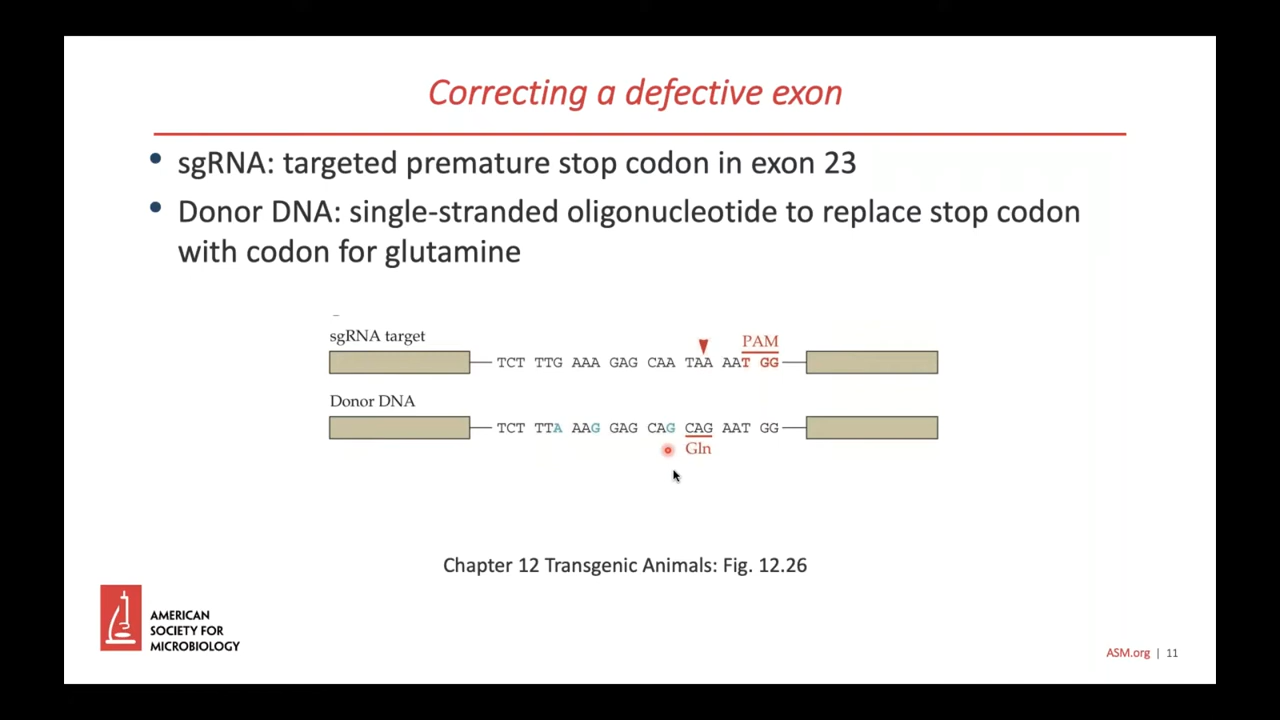 Correcting a defective exon
• sgRNA: targeted premature stop codon in exon 23
• Donor DNA: single-stranded oligonucleotide to replace stop codon
with codon for glutamine
sgRNA target
PAM
TCT TTG AAA GAG CAA TAA AAT GG
Donor DNA
TCT TTA AAG GAG CAG CAG AAT GG
Gln
Chapter 12 Transgenic Animals: Fig. 12.26
AMERICAN
SOCIETY FOR
MICROBIOLOGY
ASM.org | 11